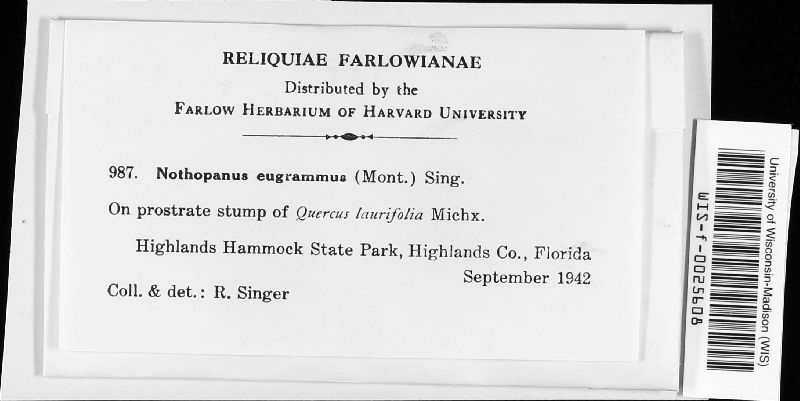 RELIQUIAE FARLOWIANAE
Distributed by the
FARLOW HERBARIUM OF HARVARD UNIVERSITY
987. Nothopanus eugrammus (Mont.) Sing.
On prostrate stump of Quercus laurifolia Michx.
Highlands Hammock State Park, Highlands Co., Florida
September 1942
Coll. & det.: R. Singer
University of Wisconsin-Madison (WIS)
WIS-f-0025608